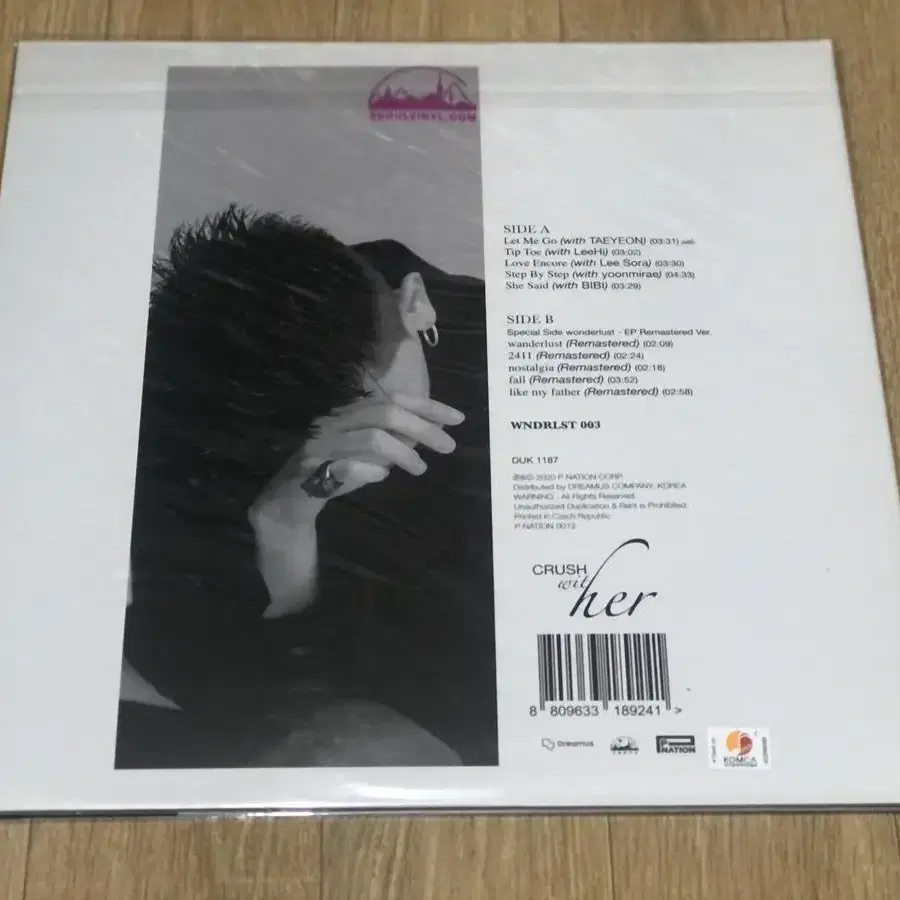 SEOULVINYL.COM
SIDE A
Let Me Go (with TAEYEON) (03:31)
Tip Toe (with LeeHi) (03:02)
Love Encore (with Lee Sora) (03:30)
Step By Step (with yoonmirae) (04:33)
She Said (with BIBI) (03:29)
SIDE B
Special Side wonderlust - EP Remastered Ver.
wanderlust (Remastered) (02:09)
2411 (Remastered) (02:24)
nostalgia (Remastered) (02:18)
fall (Remastered) (03:52)
like my father (Remastered) (02:58)
WNDRLST 003
DUK 1187
℗&© 2020 P NATION CORP.
Distributed by DREAMUS COMPANY, KOREA
WARNING - All Rights Reserved.
Unauthorized Duplication & Rent is Prohibited.
Printed in Czech Republic
P NATION 0012
CRUSH
with
her
8 809633 189241 >
Dreamus
P NATION
KOMCA